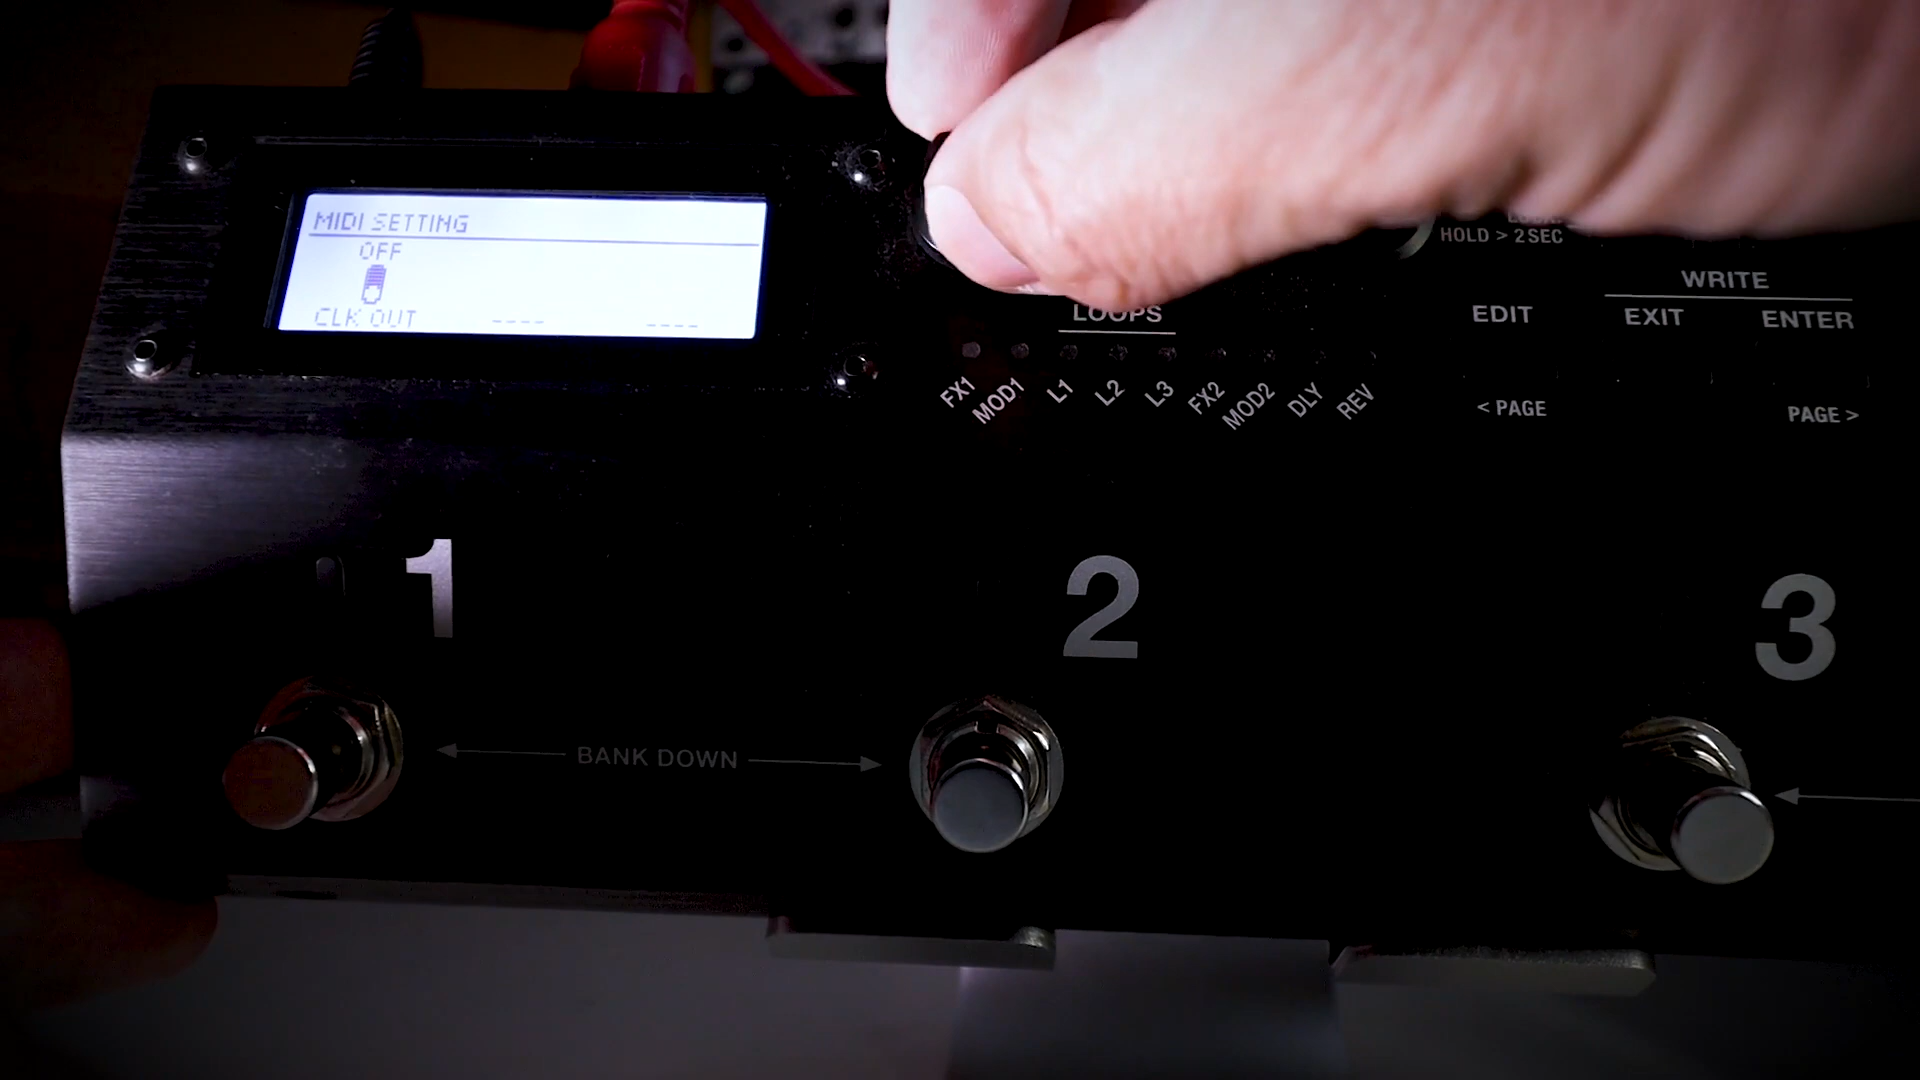 MIDI SETTING
OFF
CLK OUT ---- ----
HOLD > 2 SEC
WRITE
EDIT EXIT ENTER
< PAGE PAGE >
LOOPS
FX1 MOD1 L1 L2 L3 FX2 MOD2 DLY REV
1 2 3
BANK DOWN